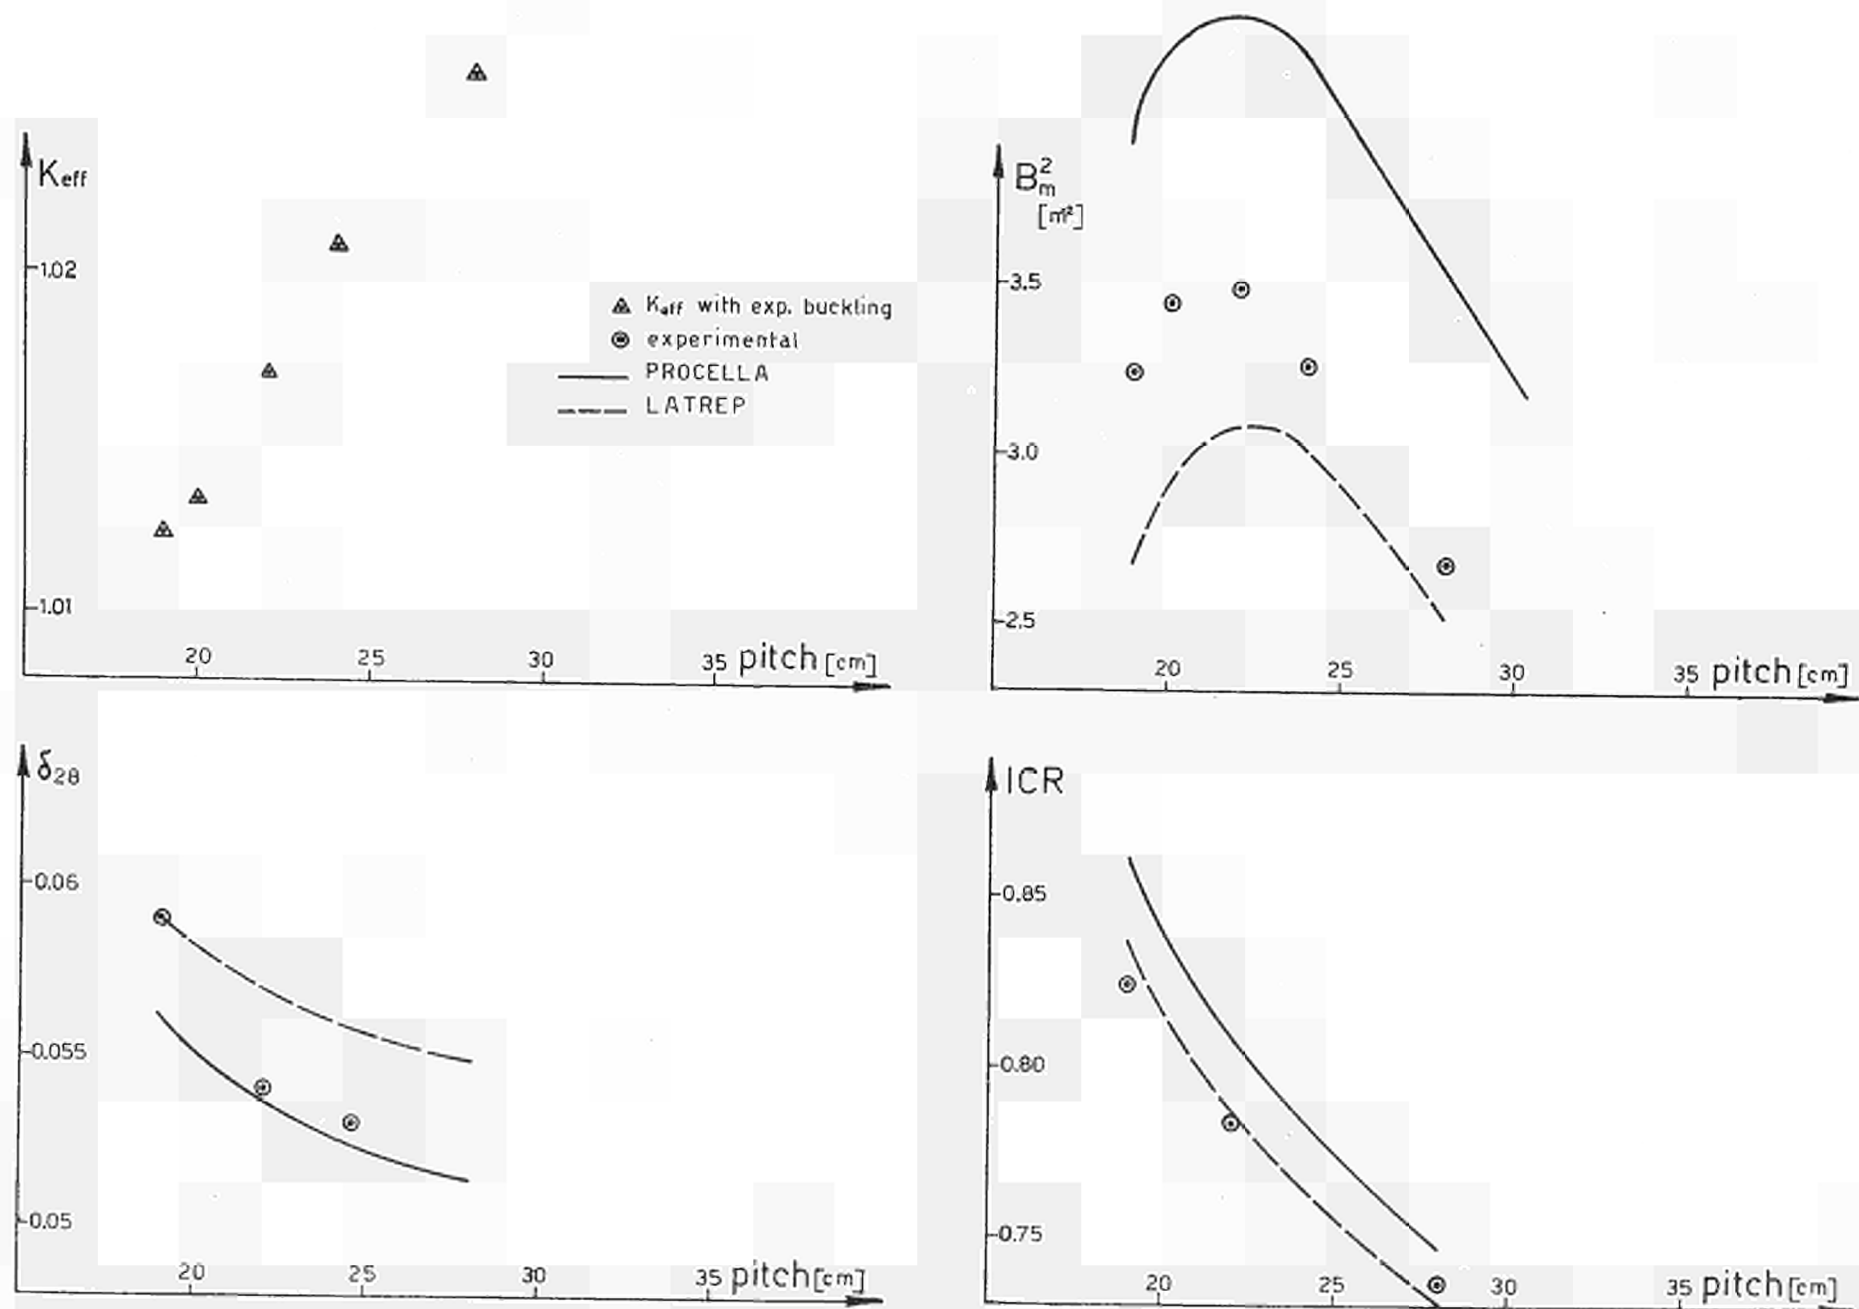 Keff
1.02
1.01
20 25 30 35 pitch [cm]
Keff with exp. buckling
experimental
PROCELLA
LATREP
B²m
[m²]
3.5
3.0
2.5
20 25 30 35 pitch [cm]
δ28
0.06
0.055
0.05
20 25 30 35 pitch [cm]
ICR
0.85
0.80
0.75
20 25 30 35 pitch [cm]